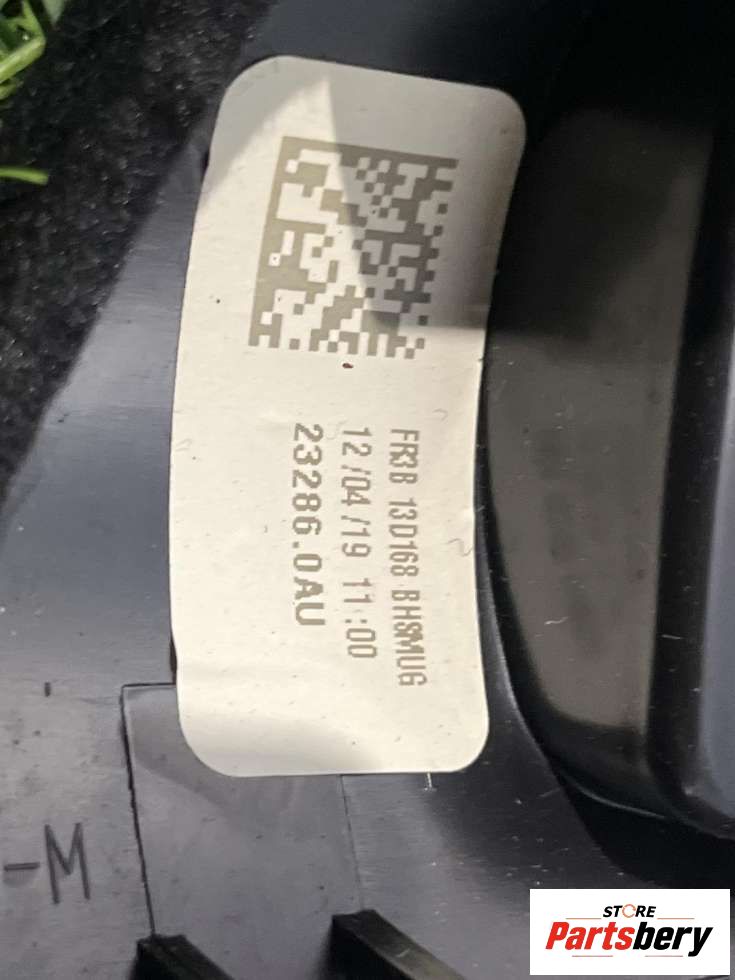 FR3B 13D168 BHSMUG
12/04/19 11:00
23286.0AU
-M
STORE
Partsbery